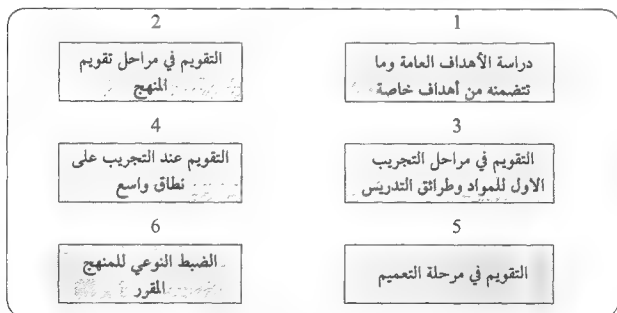 1
دراسة الأهداف العامة وما
تتضمنه من أهداف خاصة
2
التقويم في مراحل تقويم
المنهج
3
التقويم في مراحل التجريب
الاول للمواد وطرائق التدريس
4
التقويم عند التجريب على
نطاق واسع
5
التقويم في مرحلة التعميم
6
الضبط النوعي للمنهج
المقرر